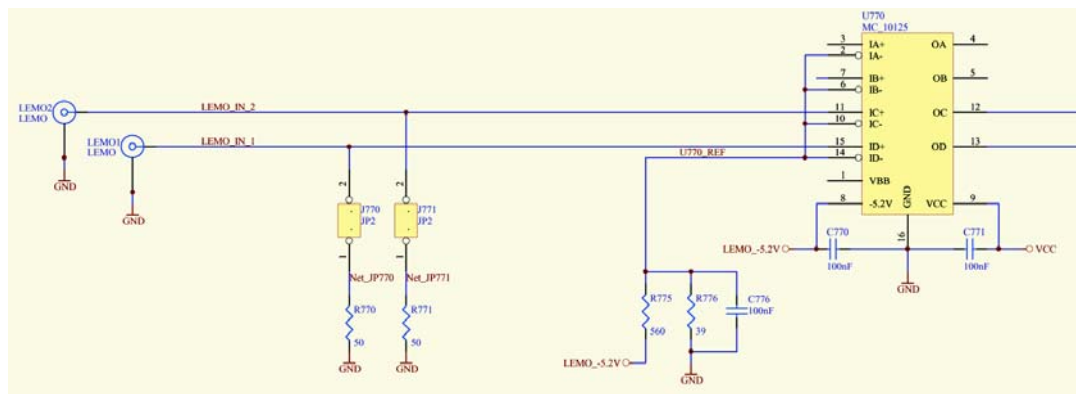 U770
MC_10125
3 IA+ OA 4
2 IA-
7 IB+ OB 5
6 IB-
LEMO2
LEMO
LEMO_IN_2
11 IC+ OC 12
10 IC-
LEMO1
LEMO
LEMO_IN_1
15 ID+ OD 13
U770_REF
14 ID-
GND
1 VBB
2 J770
JP2
2 J771
JP2
8 -5.2V GND VCC 9
GND
16
C770
C771
LEMO_-5.2V
VCC
100nF
100nF
1
1
Net_JP770
Net_JP771
GND
R770
50
R771
50
R775
560
R776
39
C776
100nF
LEMO_-5.2V
GND
GND
GND